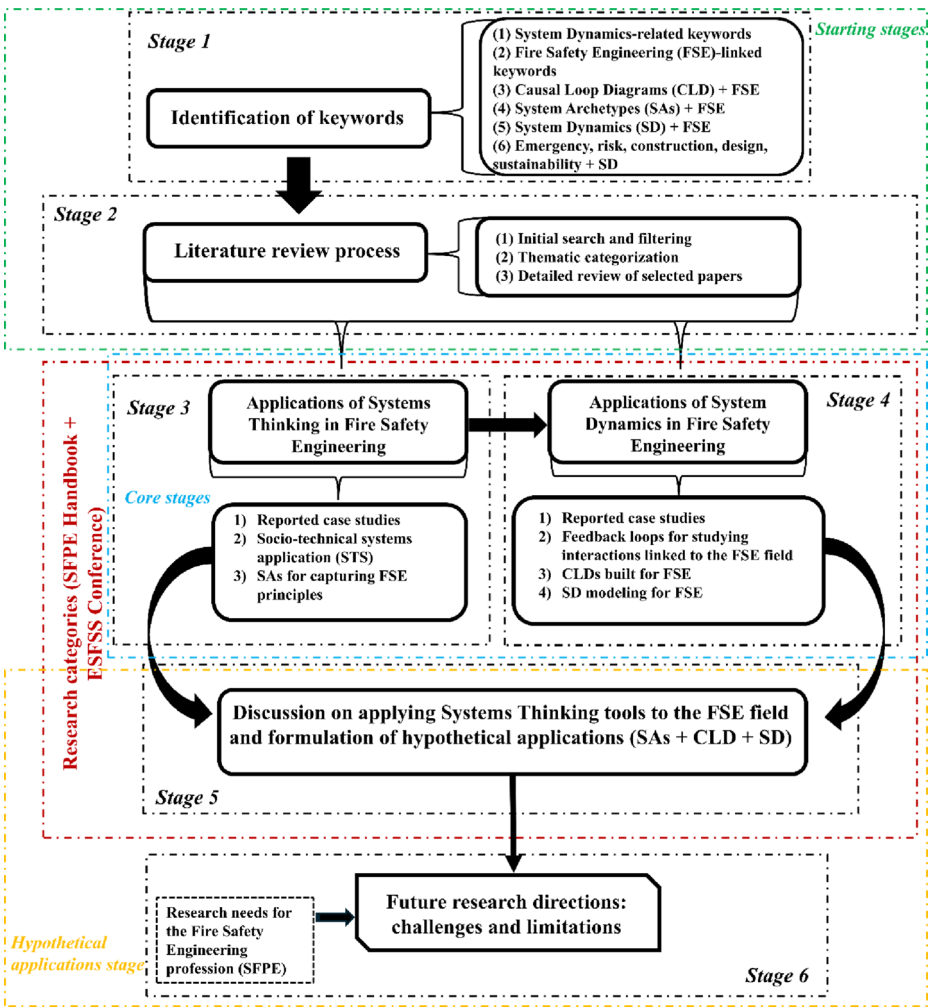 Stage 1
Starting stages
Identification of keywords
(1) System Dynamics-related keywords
(2) Fire Safety Engineering (FSE)-linked
keywords
(3) Causal Loop Diagrams (CLD) + FSE
(4) System Archetypes (SAs) + FSE
(5) System Dynamics (SD) + FSE
(6) Emergency, risk, construction, design,
sustainability + SD
Stage 2
Literature review process
(1) Initial search and filtering
(2) Thematic categorization
(3) Detailed review of selected papers
Research categories (SFPE Handbook +
ESFSS Conference)
Core stages
Stage 3
Applications of Systems
Thinking in Fire Safety
Engineering
1) Reported case studies
2) Socio-technical systems
application (STS)
3) SAs for capturing FSE
principles
Stage 4
Applications of System
Dynamics in Fire Safety
Engineering
1) Reported case studies
2) Feedback loops for studying
interactions linked to the FSE field
3) CLDs built for FSE
4) SD modeling for FSE
Discussion on applying Systems Thinking tools to the FSE field
and formulation of hypothetical applications (SAs + CLD + SD)
Stage 5
Research needs for
the Fire Safety
Engineering
profession (SFPE)
Future research directions:
challenges and limitations
Hypothetical
applications stage
Stage 6